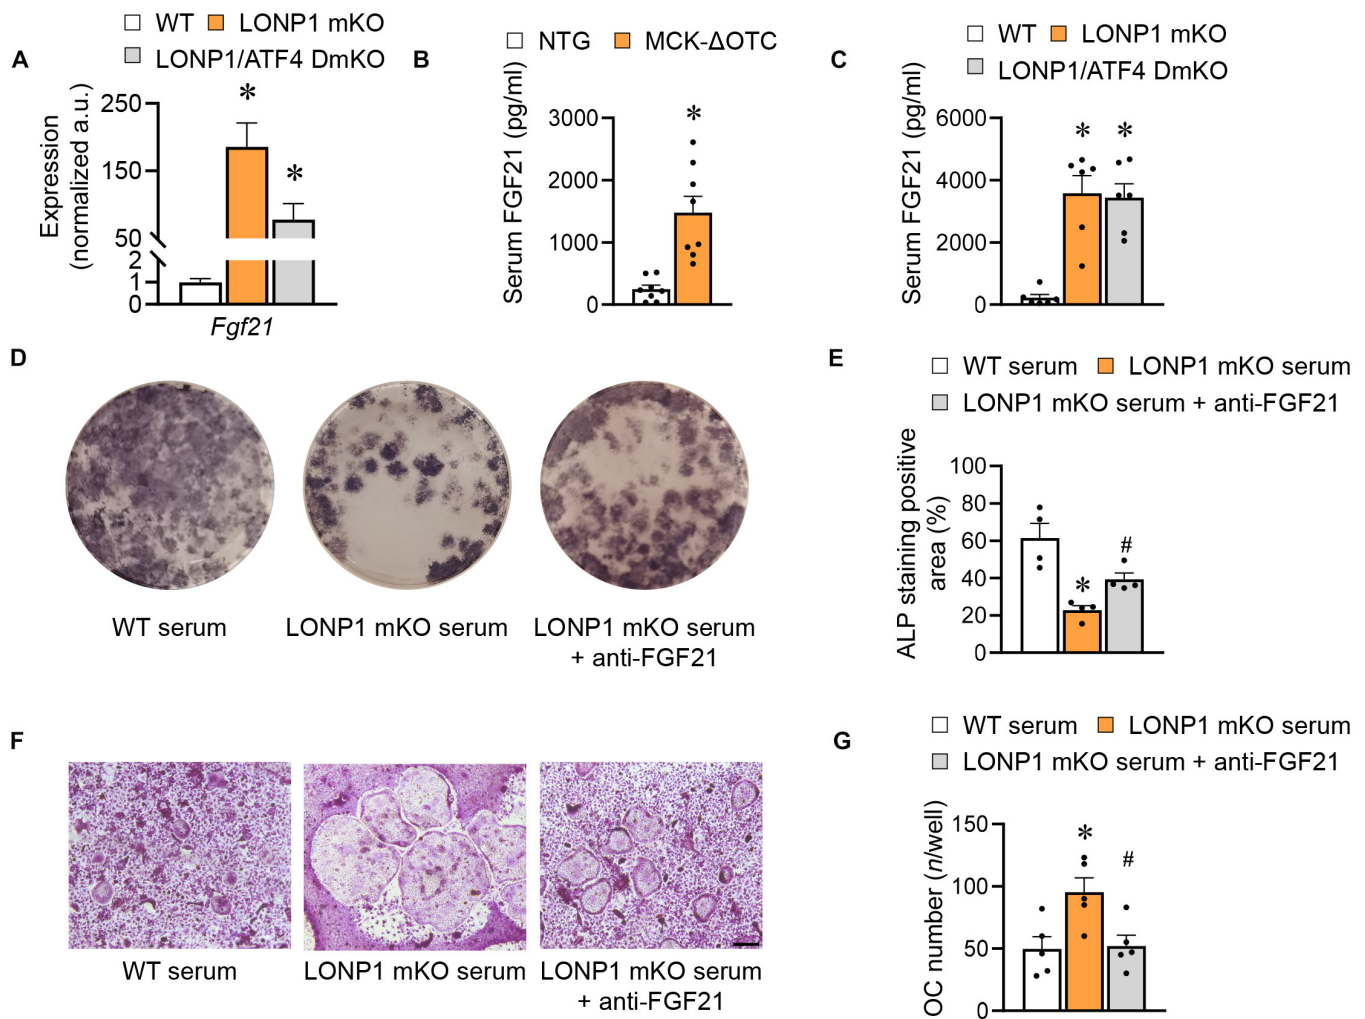 A
WT LONP1 mKO
LONP1/ATF4 DmKO
Expression
(normalized a.u.)
250
150
50
2
1
0
*
*
Fgf21
B
NTG MCK-ΔOTC
Serum FGF21 (pg/ml)
3000
2000
1000
0
*
C
WT LONP1 mKO
LONP1/ATF4 DmKO
Serum FGF21 (pg/ml)
6000
4000
2000
0
* *
D
WT serum
LONP1 mKO serum
LONP1 mKO serum
+ anti-FGF21
E
WT serum LONP1 mKO serum
LONP1 mKO serum + anti-FGF21
ALP staining positive
area (%)
100
80
60
40
20
0
*
#
F
WT serum
LONP1 mKO serum
LONP1 mKO serum
+ anti-FGF21
G
WT serum LONP1 mKO serum
LONP1 mKO serum + anti-FGF21
OC number (n/well)
150
100
50
0
*
#